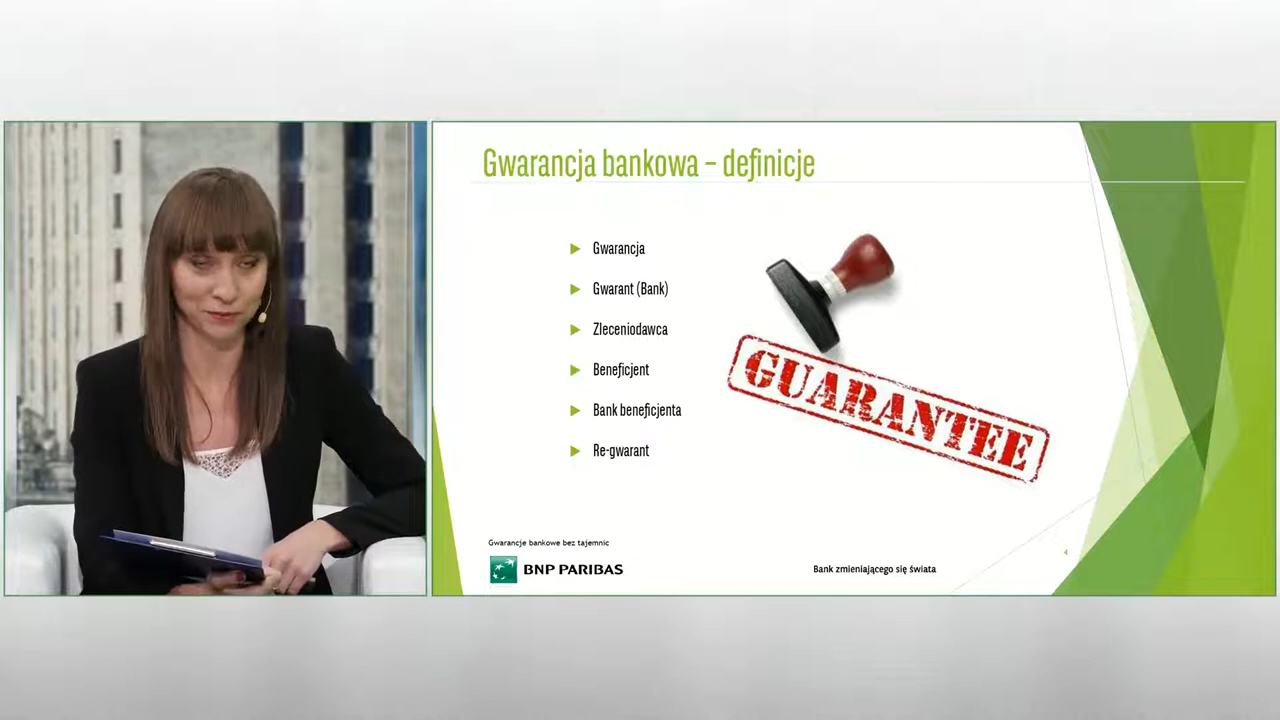 Gwarancja bankowa – definicje
Gwarancja
Gwarant (Bank)
Zleceniodawca
Beneficjent
Bank beneficjenta
Re-gwarant
GUARANTEE
Gwarancje bankowe bez tajemnic
4
BNP PARIBAS
Bank zmieniającego się świata